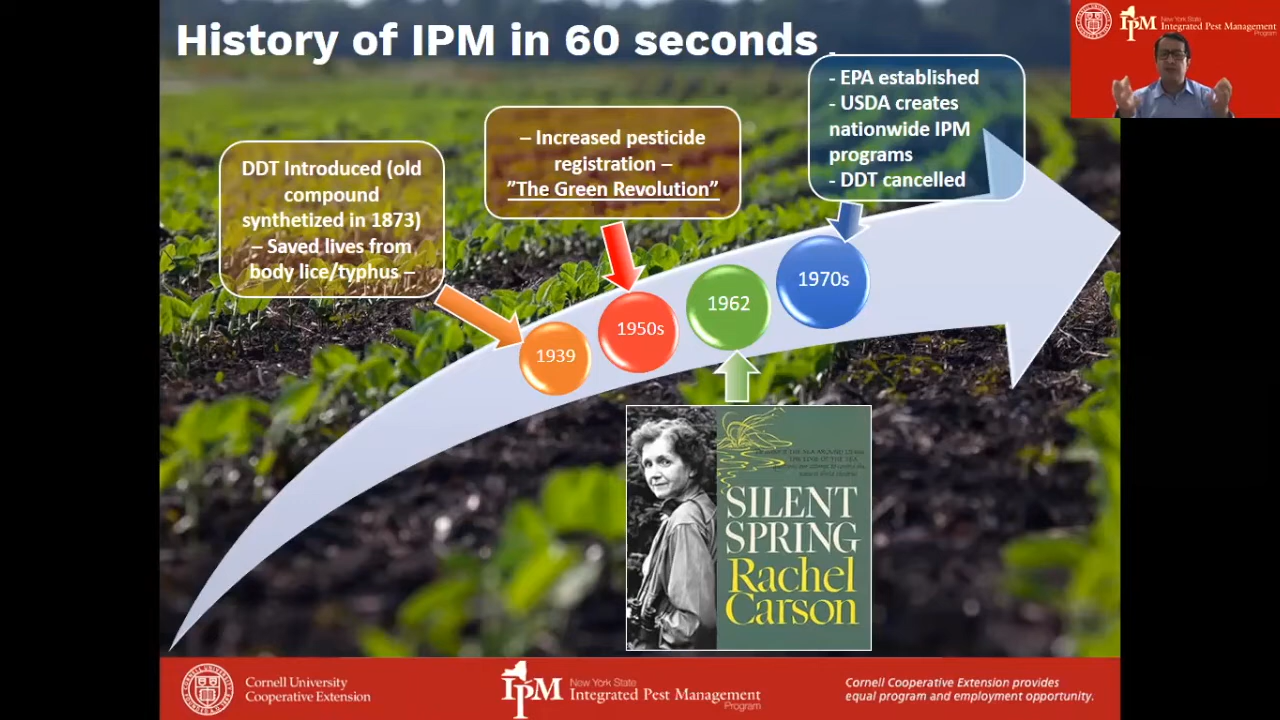 History of IPM in 60 seconds
New York State
IPM Integrated Pest Management
Program
- EPA established
- USDA creates
nationwide IPM
programs
- DDT cancelled
– Increased pesticide
registration –
”The Green Revolution”
DDT Introduced (old
compound
synthetized in 1873)
– Saved lives from
body lice/typhus –
1939
1950s
1962
1970s
SILENT
SPRING
Rachel
Carson
Cornell University
Cooperative Extension
New York State
IPM Integrated Pest Management
Program
Cornell Cooperative Extension provides
equal program and employment opportunity.